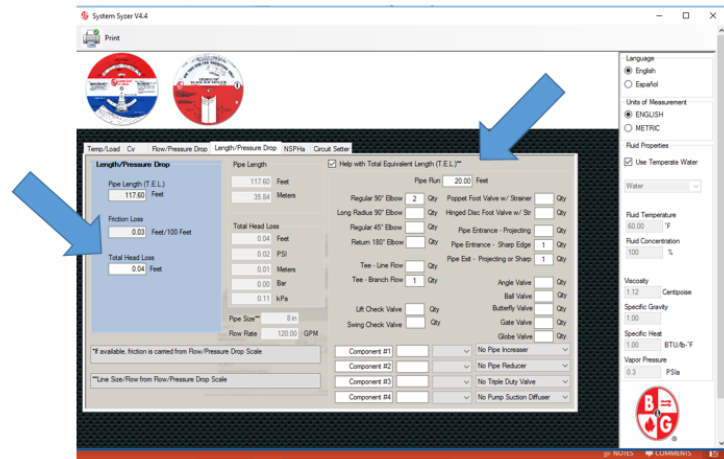 System Syzer V4.4
Print
Temp/Load Cv Flow/Pressure Drop Length/Pressure Drop NSPHa Circuit Setter
Length/Pressure Drop
Pipe Length (T.E.L.)
117.60 Feet
Friction Loss
0.03 Feet/100 Feet
Total Head Loss
0.04 Feet
Pipe Length
117.60 Feet
35.84 Meters
Total Head Loss
0.04 Feet
0.02 PSI
0.01 Meters
0.00 Bar
0.11 kPa
Pipe Size** 8 in
Flow Rate 120.00 GPM
*If available, friction is carried from Flow/Pressure Drop Scale
**Line Size/Flow from Flow/Pressure Drop Scale
Help with Total Equivalent Length (T.E.L.)**
Pipe Run 20.00 Feet
Regular 90° Elbow 2 Qty Poppet Foot Valve w/ Strainer Qty
Long Radius 90° Elbow Qty Hinged Disc Foot Valve w/ Str Qty
Regular 45° Elbow Qty Pipe Entrance - Projecting Qty
Return 180° Elbow Qty Pipe Entrance - Sharp Edge 1 Qty
Pipe Exit - Projecting or Sharp 1 Qty
Tee - Line Flow Qty
Tee - Branch Flow 1 Qty Angle Valve Qty
Ball Valve Qty
Lift Check Valve Qty Butterfly Valve Qty
Swing Check Valve Qty Gate Valve Qty
Globe Valve Qty
Component #1 No Pipe Increaser
Component #2 No Pipe Reducer
Component #3 No Triple Duty Valve
Component #4 No Pump Suction Diffuser
Language
English
Español
Units of Measurement
ENGLISH
METRIC
Fluid Properties
Use Temperate Water
Water
Fluid Temperature
60.00 °F
Fluid Concentration
100 %
Viscosity
1.12 Centipoise
Specific Gravity
1.00
Specific Heat
1.00 BTU/lb-°F
Vapor Pressure
0.3 PSIa
B G
NOTES COMMENTS